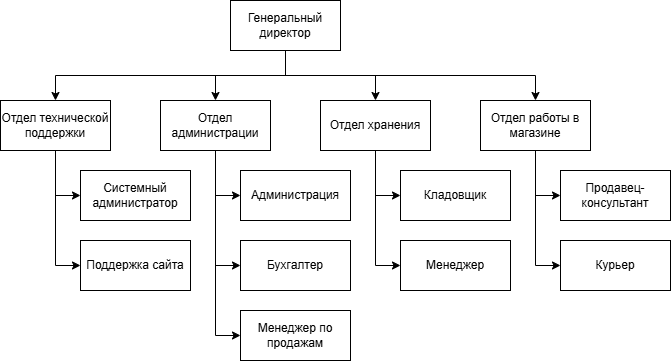 Генеральный
директор
Отдел технической
поддержки
Отдел
администрации
Отдел хранения
Отдел работы в
магазине
Системный
администратор
Администрация
Кладовщик
Продавец-
консультант
Поддержка сайта
Бухгалтер
Менеджер
Курьер
Менеджер по
продажам